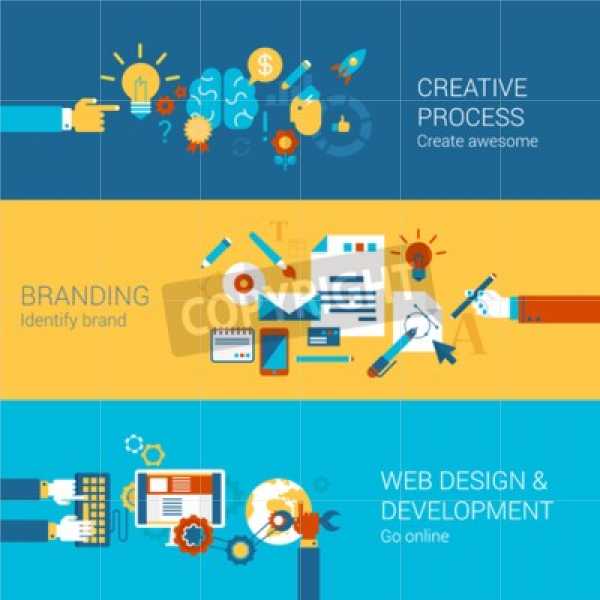 CREATIVE
PROCESS
Create awesome
$
?
!
T
COPYRIGHT
BRANDING
Identify brand
A
WEB DESIGN &
DEVELOPMENT
Go online